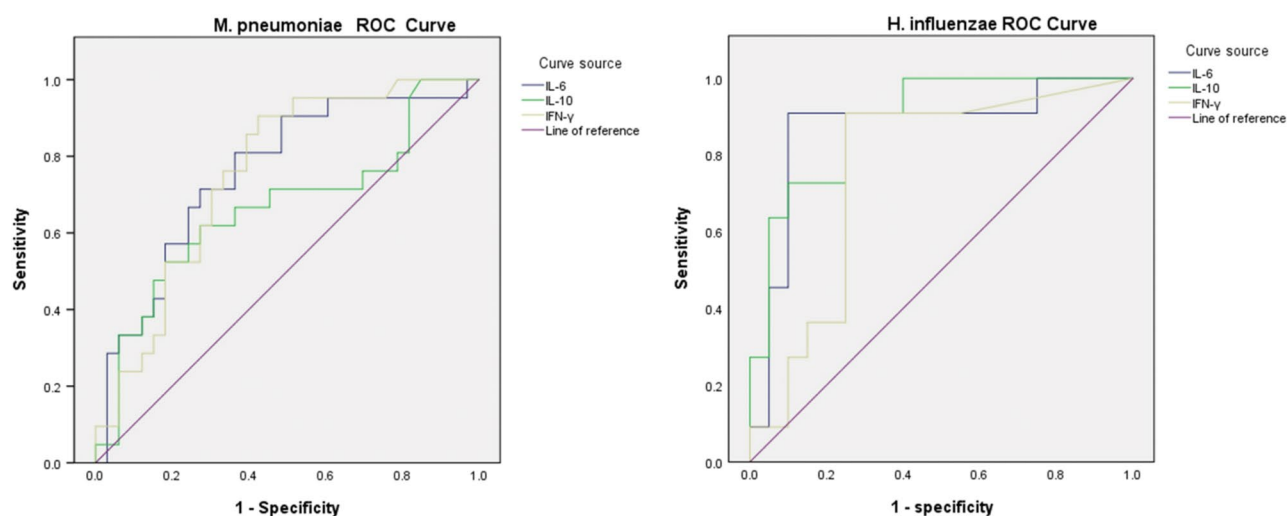 M. pneumoniae ROC Curve
Curve source
IL-6
IL-10
IFN-γ
Line of reference
1.0
0.8
0.6
0.4
0.2
0.0
Sensitivity
0.0 0.2 0.4 0.6 0.8 1.0
1 - Specificity
H. influenzae ROC Curve
Curve source
IL-6
IL-10
IFN-γ
Line of reference
1.0
0.8
0.6
0.4
0.2
0.0
Sensitivity
0.0 0.2 0.4 0.6 0.8 1.0
1 - specificity